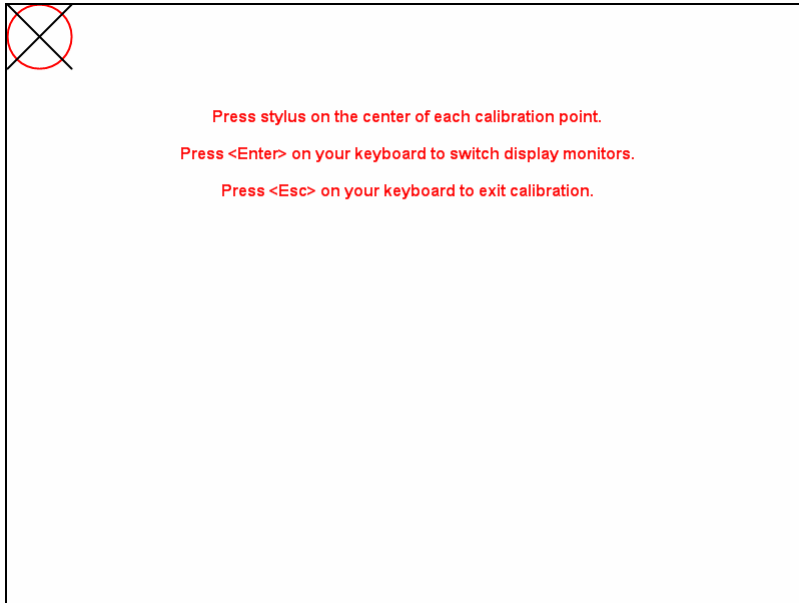 Press stylus on the center of each calibration point.
Press <Enter> on your keyboard to switch display monitors.
Press <Esc> on your keyboard to exit calibration.